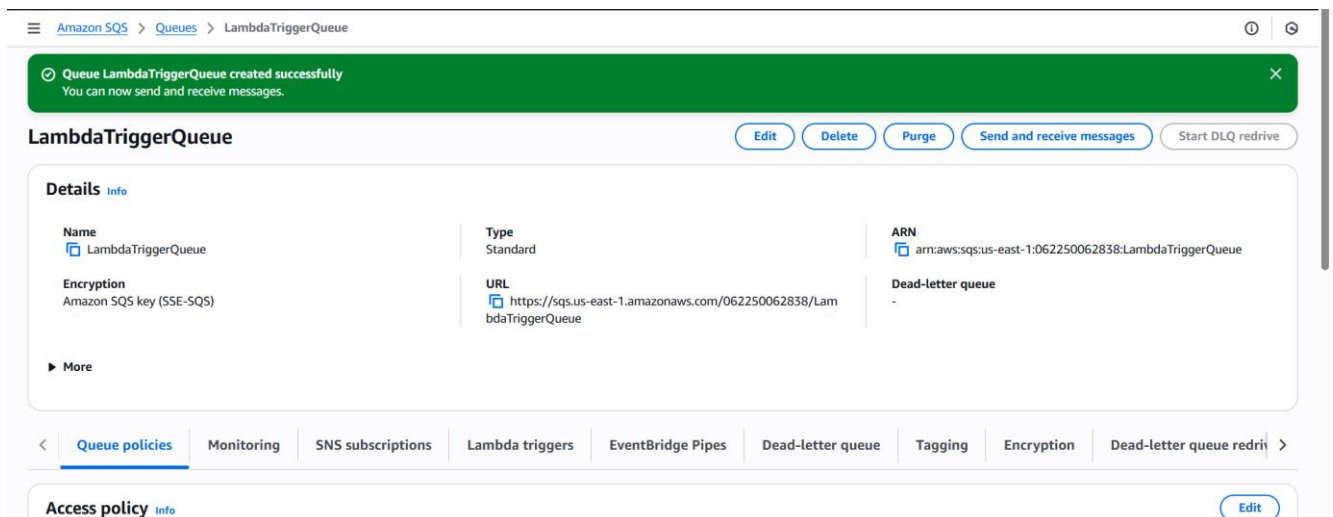 Amazon SQS > Queues > LambdaTriggerQueue
Queue LambdaTriggerQueue created successfully
You can now send and receive messages.
LambdaTriggerQueue
Edit
Delete
Purge
Send and receive messages
Start DLQ redrive
Details Info
Name
LambdaTriggerQueue
Type
Standard
ARN
arn:aws:sqs:us-east-1:062250062838:LambdaTriggerQueue
Encryption
Amazon SQS key (SSE-SQS)
URL
https://sqs.us-east-1.amazonaws.com/062250062838/Lam
bdaTriggerQueue
Dead-letter queue
-
More
Queue policies
Monitoring
SNS subscriptions
Lambda triggers
EventBridge Pipes
Dead-letter queue
Tagging
Encryption
Dead-letter queue redriv
Access policy Info
Edit